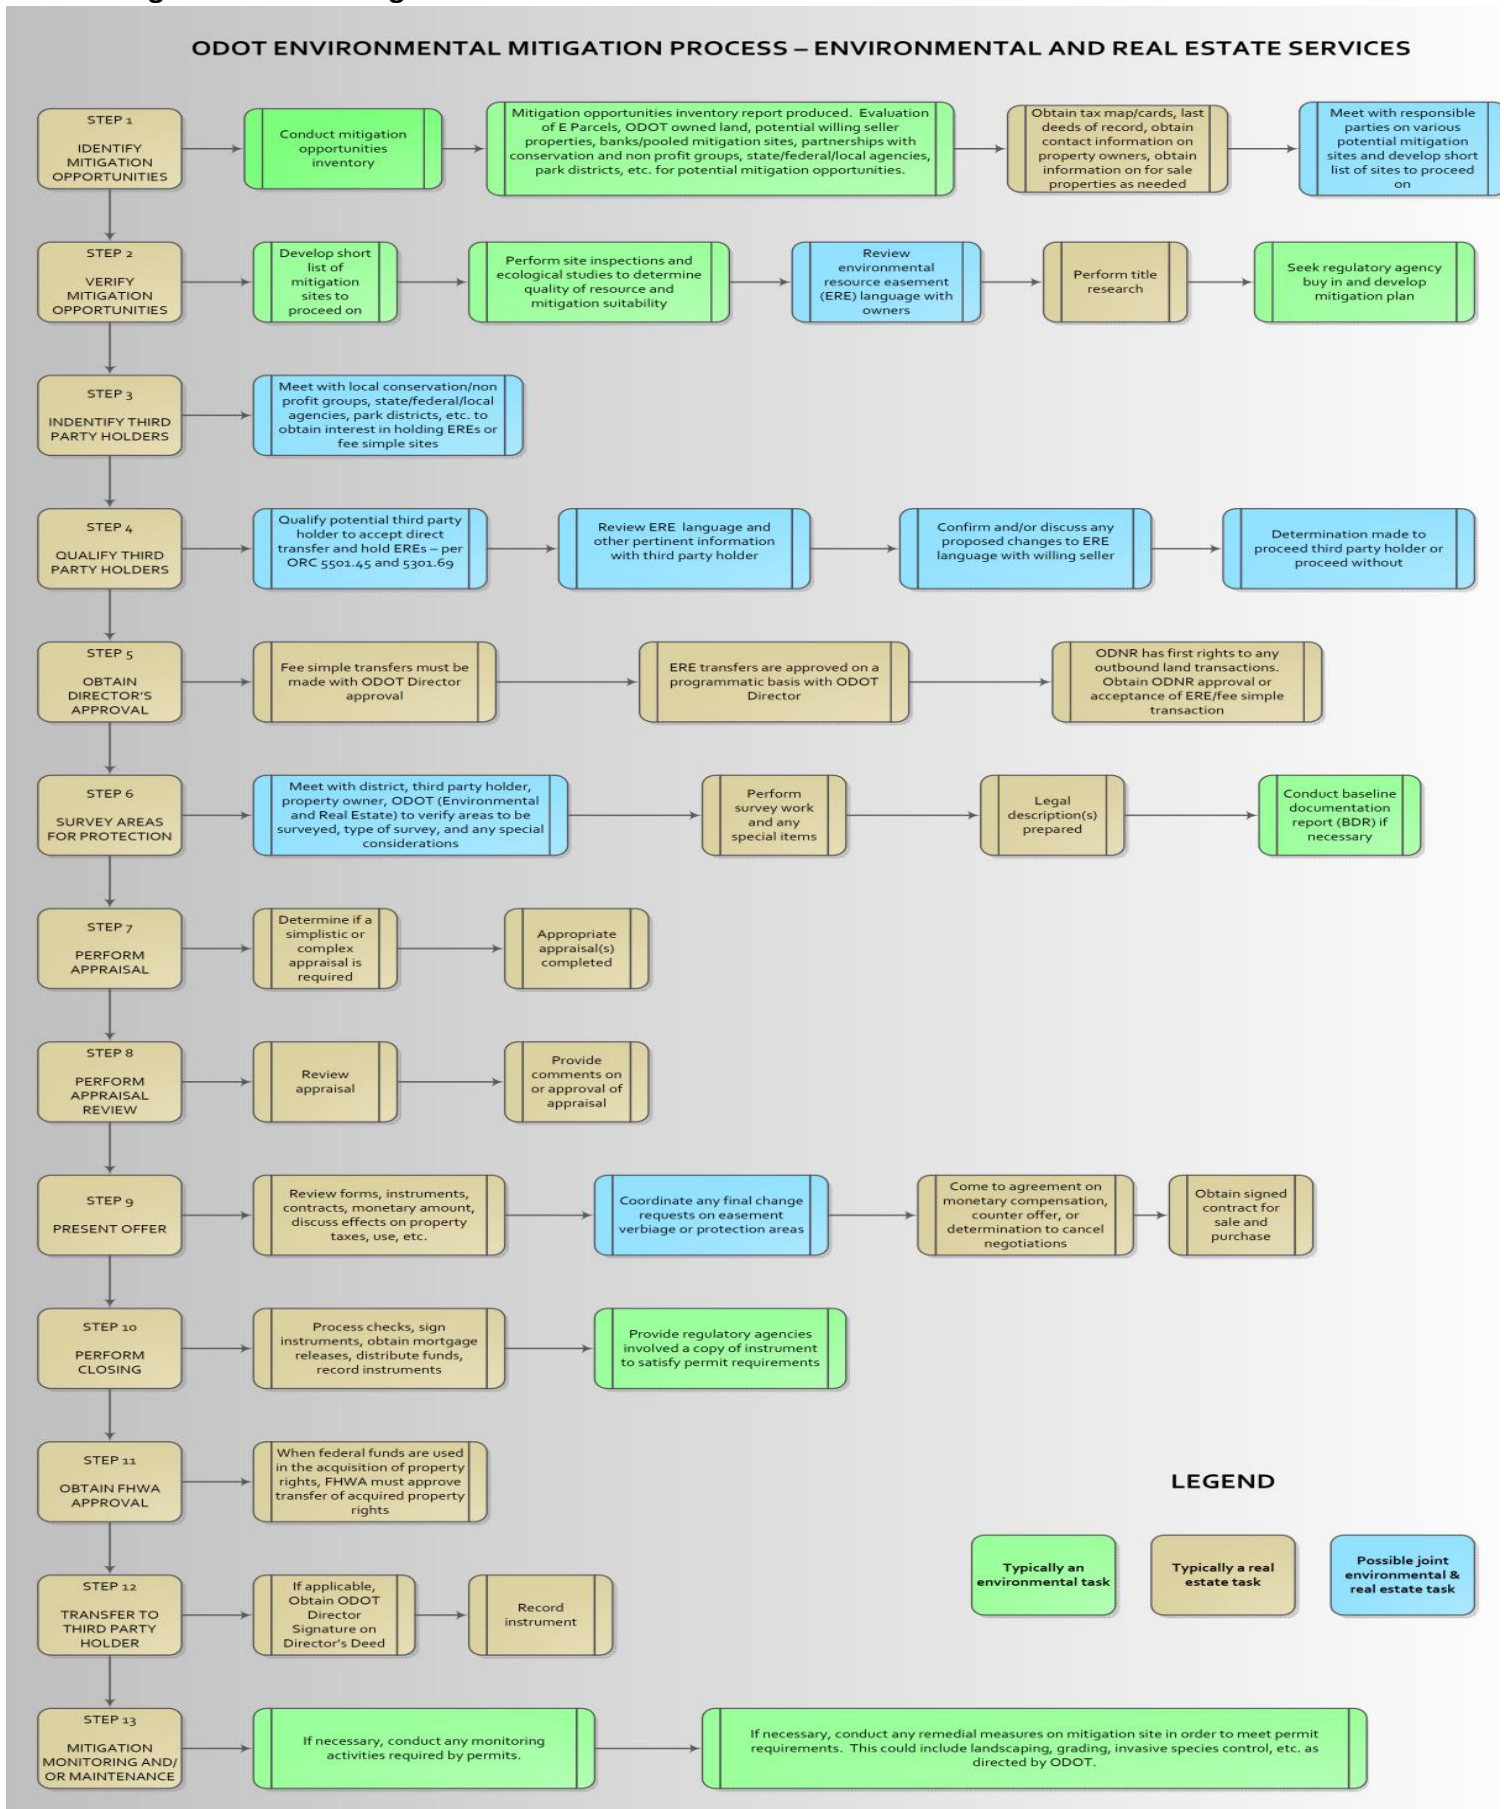 ODOT ENVIRONMENTAL MITIGATION PROCESS – ENVIRONMENTAL AND REAL ESTATE SERVICES
STEP 1
IDENTIFY
MITIGATION
OPPORTUNITIES
Conduct mitigation
opportunities
inventory
Mitigation opportunities inventory report produced. Evaluation
of E Parcels, ODOT owned land, potential willing seller
properties, banks/pooled mitigation sites, partnerships with
conservation and non profit groups, state/federal/local agencies,
park districts, etc. for potential mitigation opportunities.
Obtain tax map/cards, last
deeds of record, obtain
contact information on
property owners, obtain
information on for sale
properties as needed
Meet with responsible
parties on various
potential mitigation
sites and develop short
list of sites to proceed
on
STEP 2
VERIFY
MITIGATION
OPPORTUNITIES
Develop short
list of
mitigation
sites to
proceed on
Perform site inspections and
ecological studies to determine
quality of resource and
mitigation suitability
Review
environmental
resource easement
(ERE) language with
owners
Perform title
research
Seek regulatory agency
buy in and develop
mitigation plan
STEP 3
INDENTIFY THIRD
PARTY HOLDERS
Meet with local conservation/non
profit groups, state/federal/local
agencies, park districts, etc. to
obtain interest in holding EREs or
fee simple sites
STEP 4
QUALIFY THIRD
PARTY HOLDERS
Qualify potential third party
holder to accept direct
transfer and hold EREs – per
ORC 5501.45 and 5301.69
Review ERE language and
other pertinent information
with third party holder
Confirm and/or discuss any
proposed changes to ERE
language with willing seller
Determination made to
proceed third party holder or
proceed without
STEP 5
OBTAIN
DIRECTOR'S
APPROVAL
Fee simple transfers must be
made with ODOT Director
approval
ERE transfers are approved on a
programmatic basis with ODOT
Director
ODNR has first rights to any
outbound land transactions.
Obtain ODNR approval or
acceptance of ERE/fee simple
transaction
STEP 6
SURVEY AREAS
FOR PROTECTION
Meet with district, third party holder,
property owner, ODOT (Environmental
and Real Estate) to verify areas to be
surveyed, type of survey, and any special
considerations
Perform
survey work
and any
special items
Legal
description(s)
prepared
Conduct baseline
documentation
report (BDR) if
necessary
STEP 7
PERFORM
APPRAISAL
Determine if a
simplistic or
complex
appraisal is
required
Appropriate
appraisal(s)
completed
STEP 8
PERFORM
APPRAISAL
REVIEW
Review
appraisal
Provide
comments on
or approval of
appraisal
STEP 9
PRESENT OFFER
Review forms, instruments,
contracts, monetary amount,
discuss effects on property
taxes, use, etc.
Coordinate any final change
requests on easement
verbiage or protection areas
Come to agreement on
monetary compensation,
counter offer, or
determination to cancel
negotiations
Obtain signed
contract for
sale and
purchase
STEP 10
PERFORM
CLOSING
Process checks, sign
instruments, obtain mortgage
releases, distribute funds,
record instruments
Provide regulatory agencies
involved a copy of instrument
to satisfy permit requirements
STEP 11
OBTAIN FHWA
APPROVAL
When federal funds are used
in the acquisition of property
rights, FHWA must approve
transfer of acquired property
rights
LEGEND
Typically an
environmental task
Typically a real
estate task
Possible joint
environmental &
real estate task
STEP 12
TRANSFER TO
THIRD PARTY
HOLDER
If applicable,
Obtain ODOT
Director
Signature on
Director's Deed
Record
instrument
STEP 13
MITIGATION
MONITORING AND/
OR MAINTENANCE
If necessary, conduct any monitoring
activities required by permits.
If necessary, conduct any remedial measures on mitigation site in order to meet permit
requirements. This could include landscaping, grading, invasive species control, etc. as
directed by ODOT.